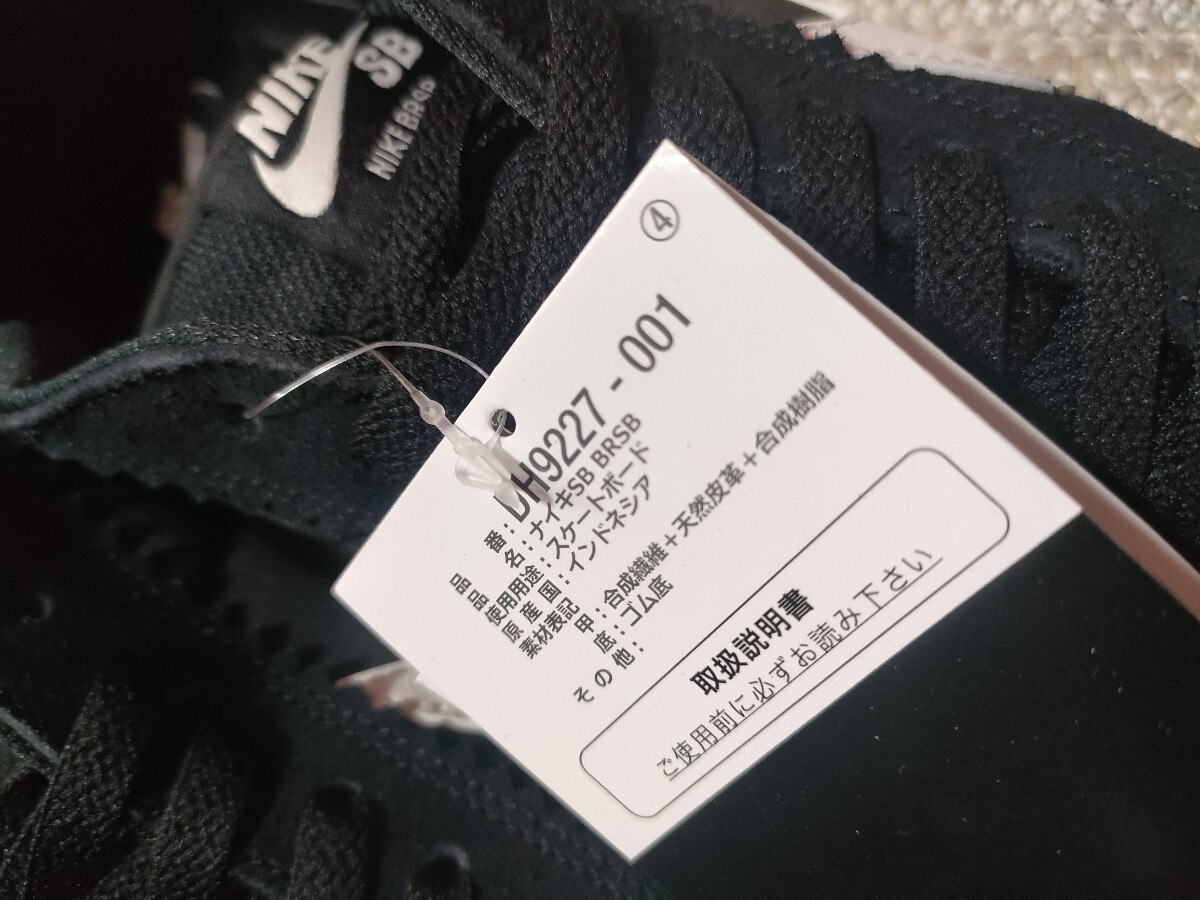 NIKE SB
NIKE BRSB
④
品 番：DH9227 - 001
品 名：ナイキSB BRSB
使用用途：スケートボード
原 産 国：インドネシア
素材表記 甲：合成繊維＋天然皮革＋合成樹脂
底：ゴム底
そ の 他：
取扱説明書
ご使用前に必ずお読み下さい